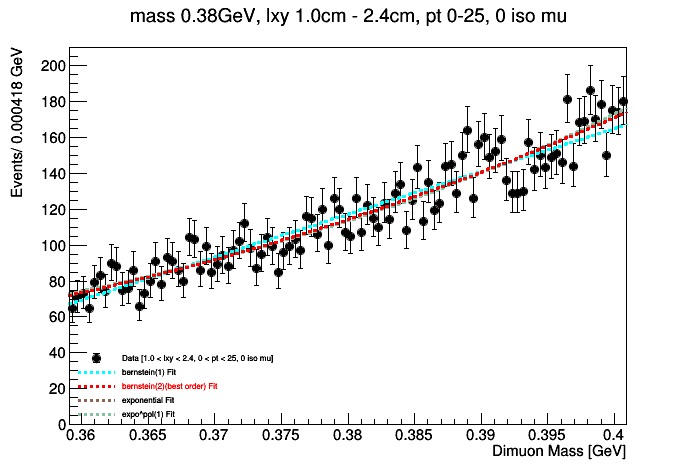 mass 0.38GeV, lxy 1.0cm - 2.4cm, pt 0-25, 0 iso mu
Events/ 0.000418 GeV
200
180
160
140
120
100
80
60
40
20
0
Data [1.0 < lxy < 2.4, 0 < pt < 25, 0 iso mu]
bernstein(1) Fit
bernstein(2)(best order) Fit
exponential Fit
expo*pol(1) Fit
0.36 0.365 0.37 0.375 0.38 0.385 0.39 0.395 0.4
Dimuon Mass [GeV]